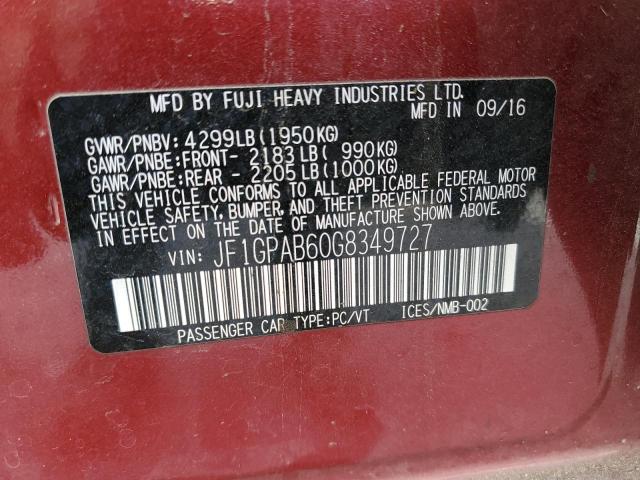 MFD BY FUJI HEAVY INDUSTRIES LTD.
MFD IN 09/16
GVWR/PNBV: 4299LB(1950KG)
GAWR/PNBE:FRONT- 2183LB( 990KG)
GAWR/PNBE:REAR - 2205LB(1000KG)
THIS VEHICLE CONFORMS TO ALL APPLICABLE FEDERAL MOTOR
VEHICLE SAFETY, BUMPER, AND THEFT PREVENTION STANDARDS
IN EFFECT ON THE DATE OF MANUFACTURE SHOWN ABOVE.
VIN: JF1GPAB60G8349727
PASSENGER CAR TYPE:PC/VT ICES/NMB-002